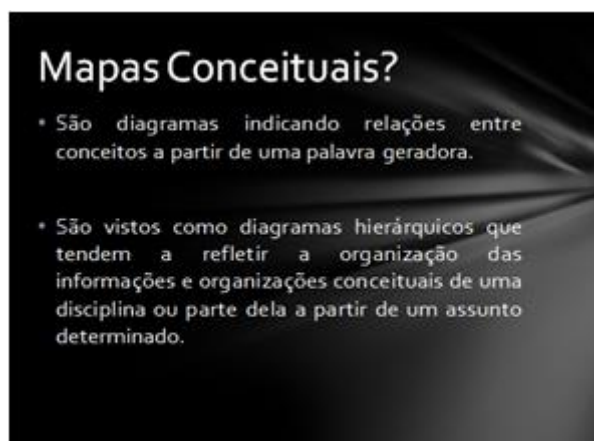 Mapas Conceituais?
• São diagramas indicando relações entre
conceitos a partir de uma palavra geradora.
• São vistos como diagramas hierárquicos que
tendem a refletir a organização das
informações e organizações conceituais de uma
disciplina ou parte dela a partir de um assunto
determinado.